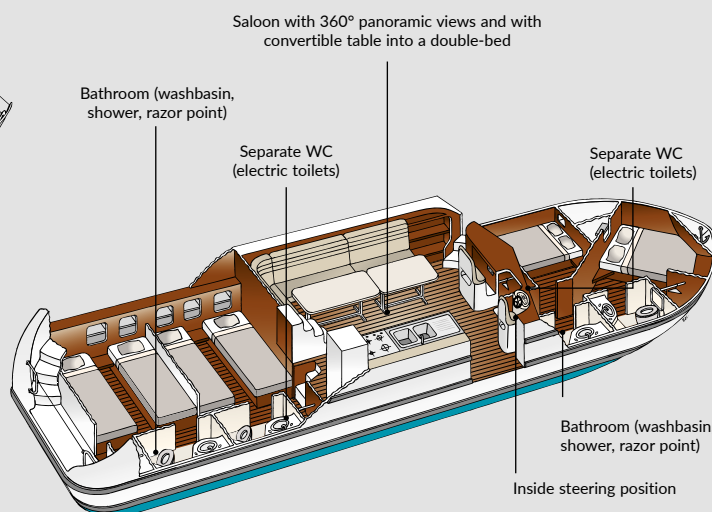 Saloon with 360° panoramic views and with
convertible table into a double-bed
Bathroom (washbasin,
shower, razor point)
Separate WC
(electric toilets)
Separate WC
(electric toilets)
Bathroom (washbasin
shower, razor point)
Inside steering position